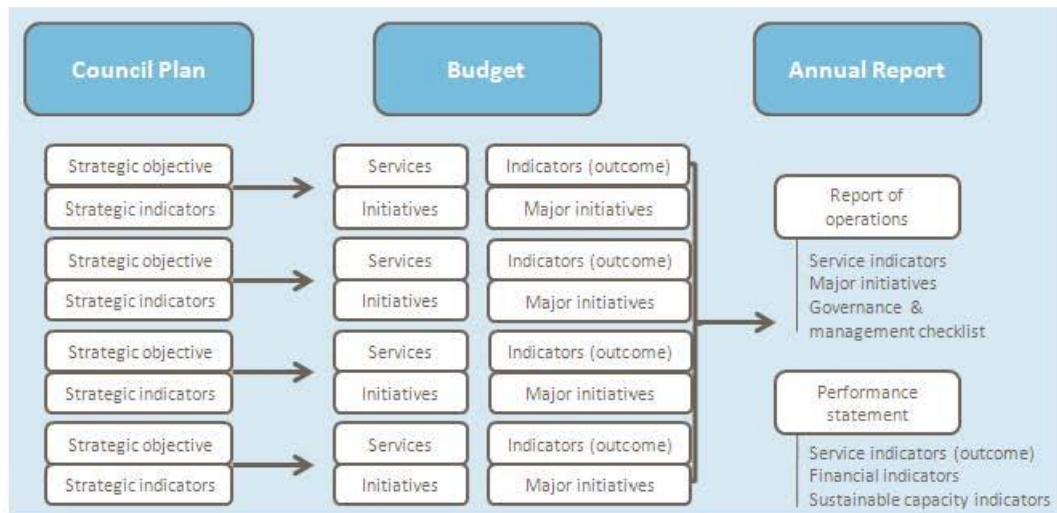 Council Plan
Budget
Annual Report
Strategic objective
Strategic indicators
Strategic objective
Strategic indicators
Strategic objective
Strategic indicators
Strategic objective
Strategic indicators
Services
Indicators (outcome)
Initiatives
Major initiatives
Services
Indicators (outcome)
Initiatives
Major initiatives
Services
Indicators (outcome)
Initiatives
Major initiatives
Services
Indicators (outcome)
Initiatives
Major initiatives
Report of
operations
Service indicators
Major initiatives
Governance &
management checklist
Performance
statement
Service indicators (outcome)
Financial indicators
Sustainable capacity indicators